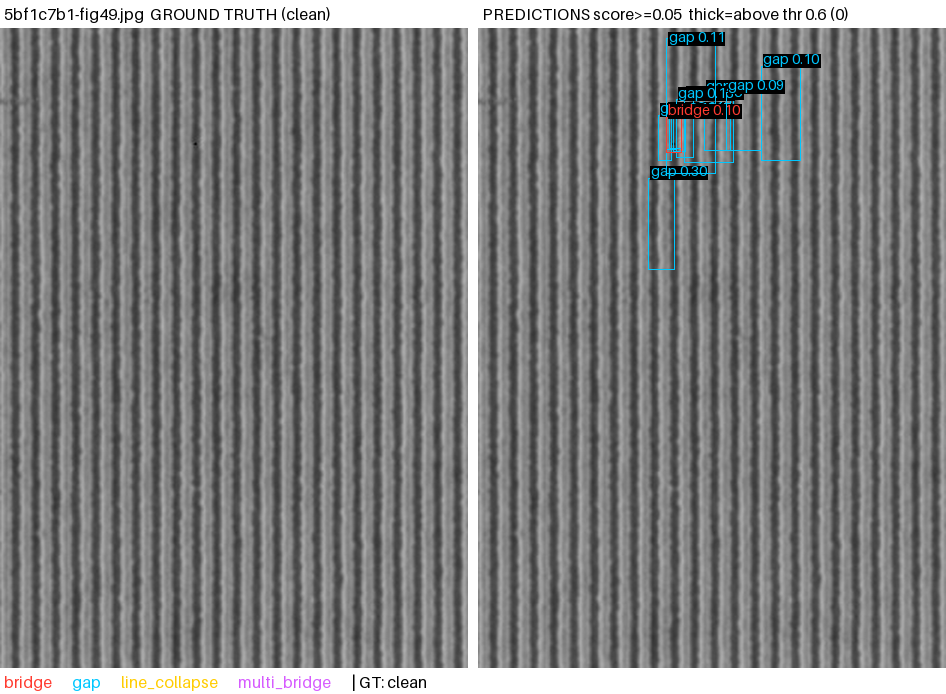 5bf1c7b1-fig49.jpg GROUND TRUTH (clean)
PREDICTIONS score>=0.05 thick=above thr 0.6 (0)
gap 0.11
gap 0.10
gap 0.09
bridge 0.10
gap 0.30
bridge gap line_collapse multi_bridge | GT: clean